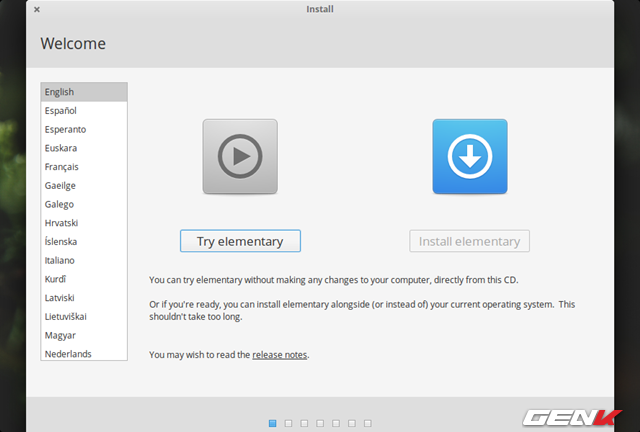 Install
Welcome
English
Español
Esperanto
Euskara
Français
Gaeilge
Galego
Hrvatski
Íslenska
Italiano
Kurdî
Latviski
Lietuviškai
Magyar
Nederlands
Try elementary
Install elementary
You can try elementary without making any changes to your computer, directly from this CD.
Or if you're ready, you can install elementary alongside (or instead of) your current operating system. This
shouldn't take too long.
You may wish to read the release notes.
GENK